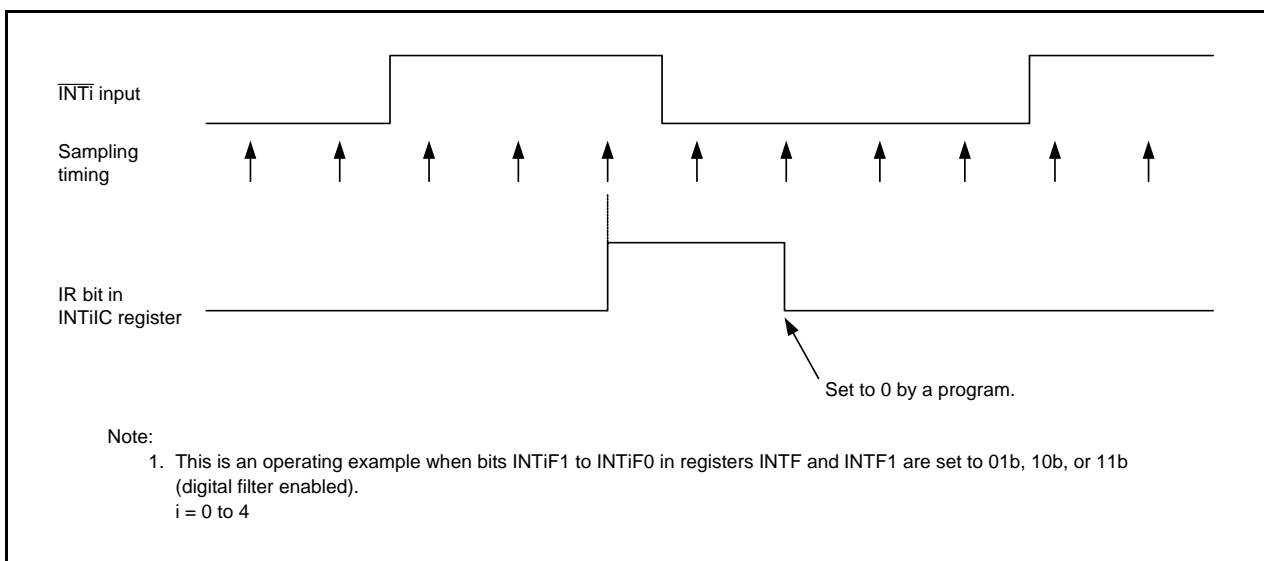 INTi input
Sampling
timing
IR bit in
INTiIC register
Set to 0 by a program.
Note:
1. This is an operating example when bits INTiF1 to INTiF0 in registers INTF and INTF1 are set to 01b, 10b, or 11b
(digital filter enabled).
i = 0 to 4